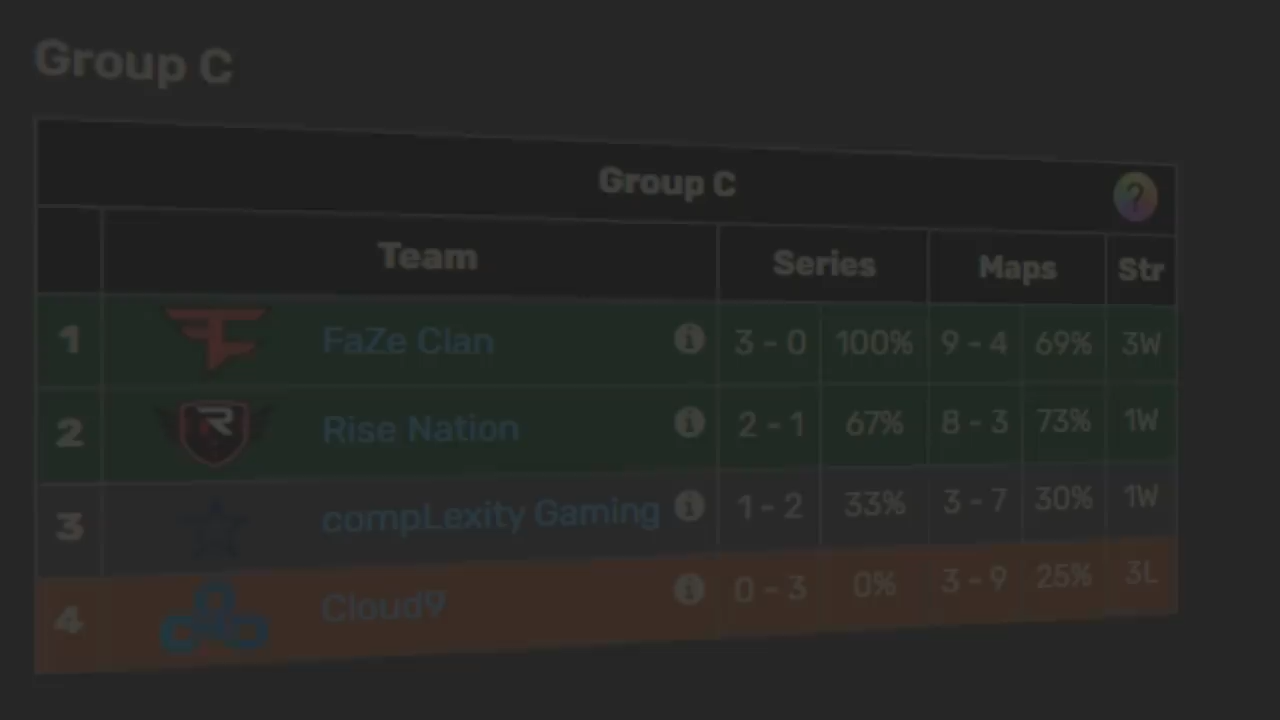 Group C
Group C ?
Team Series Maps Str
1 FaZe Clan i 3 - 0 100% 9 - 4 69% 3W
2 R Rise Nation i 2 - 1 67% 8 - 3 73% 1W
3 compLexity Gaming i 1 - 2 33% 3 - 7 30% 1W
4 Cloud9 i 0 - 3 0% 3 - 9 25% 3L